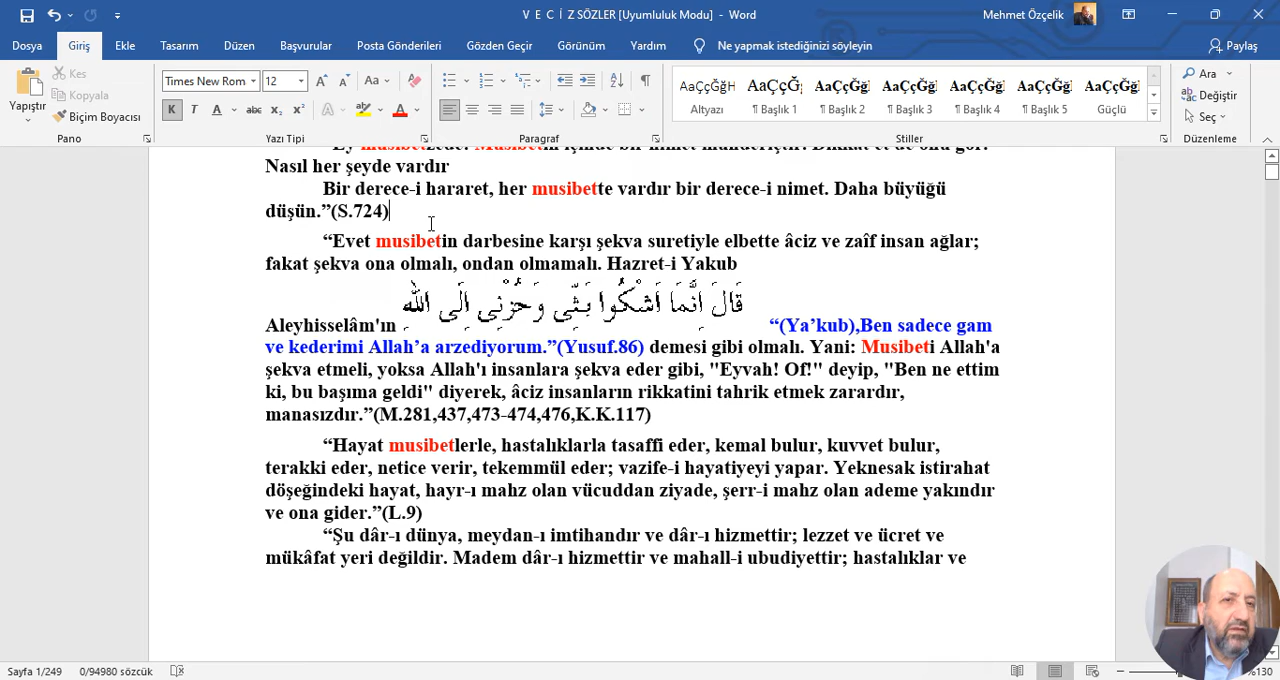 V E C İ Z SÖZLER [Uyumluluk Modu] - Word
Mehmet Özçelik
Dosya Giriş Ekle Tasarım Düzen Başvurular Posta Gönderileri Gözden Geçir Görünüm Yardım Ne yapmak istediğinizi söyleyin Paylaş
Yapıştır
Kes
Kopyala
Biçim Boyacısı
Pano
Times New Rom 12
K T A abc x₂ x²
Yazı Tipi
Paragraf
AaÇçĞğH AaÇçĞğ AaÇçĞğ AaÇçĞğ AaÇçĞğ AaÇçĞğ AaÇçĞğ
Altyazı ¶ Başlık 1 ¶ Başlık 2 ¶ Başlık 3 ¶ Başlık 4 ¶ Başlık 5 Güçlü
Stiller
Ara
Değiştir
Seç
Düzenleme
Nasıl her şeyde vardır
Bir derece-i hararet, her musibette vardır bir derece-i nimet. Daha büyüğü
düşün.”(S.724)
“Evet musibetin darbesine karşı şekva suretiyle elbette âciz ve zaîf insan ağlar;
fakat şekva ona olmalı, ondan olmamalı. Hazret-i Yakub
Aleyhisselâm'ın قَالَ اِنَّمَا اَشْكُوا بَثِّى وَحُزْنِى اِلَى اللّٰهِ “(Ya’kub),Ben sadece gam
ve kederimi Allah’a arzediyorum.”(Yusuf.86) demesi gibi olmalı. Yani: Musibeti Allah'a
şekva etmeli, yoksa Allah'ı insanlara şekva eder gibi, "Eyvah! Of!" deyip, "Ben ne ettim
ki, bu başıma geldi" diyerek, âciz insanların rikkatini tahrik etmek zarardır,
manasızdır.”(M.281,437,473-474,476,K.K.117)
“Hayat musibetlerle, hastalıklarla tasaffi eder, kemal bulur, kuvvet bulur,
terakki eder, netice verir, tekemmül eder; vazife-i hayatiyeyi yapar. Yeknesak istirahat
döşeğindeki hayat, hayr-ı mahz olan vücuddan ziyade, şerr-i mahz olan ademe yakındır
ve ona gider.”(L.9)
“Şu dâr-ı dünya, meydan-ı imtihandır ve dâr-ı hizmettir; lezzet ve ücret ve
mükâfat yeri değildir. Madem dâr-ı hizmettir ve mahall-i ubudiyettir; hastalıklar ve
Sayfa 1/249 0/94980 sözcük %130